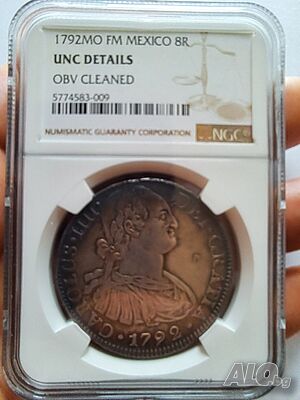 1792MO FM MEXICO 8R
UNC DETAILS
OBV CLEANED
5774583-009
NUMISMATIC GUARANTY CORPORATION
NGC
CAROLUS·IIII· DEI·GRATIA·
·1792·
ALO.bg